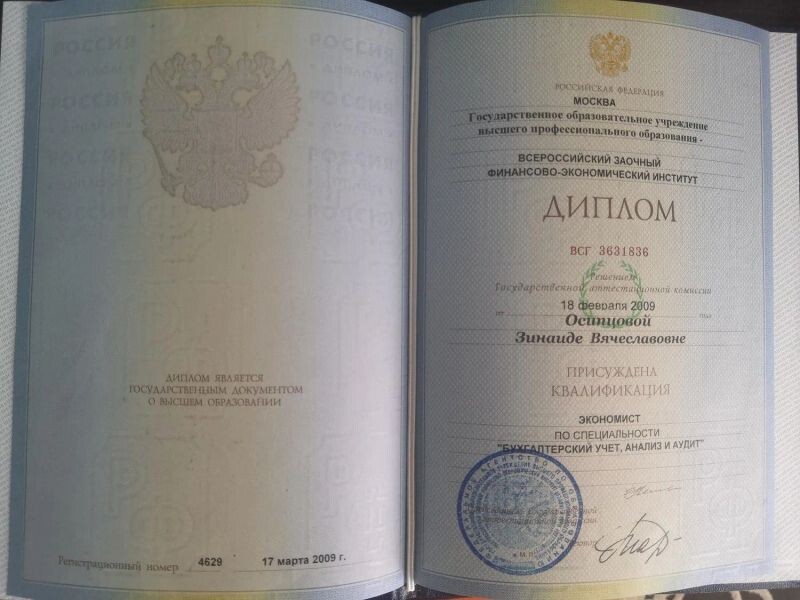 ДИПЛОМ ЯВЛЯЕТСЯ
ГОСУДАРСТВЕННЫМ ДОКУМЕНТОМ
О ВЫСШЕМ ОБРАЗОВАНИИ
Регистрационный номер 4629 17 марта 2009 г.
РОССИЙСКАЯ ФЕДЕРАЦИЯ
МОСКВА
Государственное образовательное учреждение
высшего профессионального образования -
ВСЕРОССИЙСКИЙ ЗАОЧНЫЙ
ФИНАНСОВО-ЭКОНОМИЧЕСКИЙ ИНСТИТУТ
ДИПЛОМ
ВСГ 3631836
Решением
Государственной аттестационной комиссии
от 18 февраля 2009 года
Осипцовой
Зинаиде Вячеславовне
ПРИСУЖДЕНА
КВАЛИФИКАЦИЯ
ЭКОНОМИСТ
ПО СПЕЦИАЛЬНОСТИ
"БУХГАЛТЕРСКИЙ УЧЕТ, АНАЛИЗ И АУДИТ"
М.П.